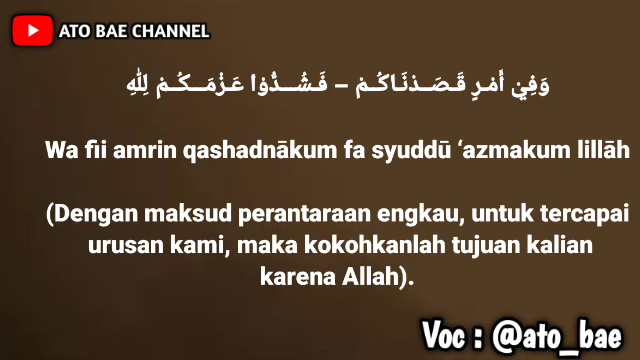 ATO BAE CHANNEL
وَفِيْ أَمْرٍ قَصَدْنَاكُمْ – فَشُدُّوْا عَزْمَكُمْ لِلّٰهِ
Wa fii amrin qashadnākum fa syuddū ‘azmakum lillāh
(Dengan maksud perantaraan engkau, untuk tercapai
urusan kami, maka kokohkanlah tujuan kalian
karena Allah).
Voc : @ato_bae